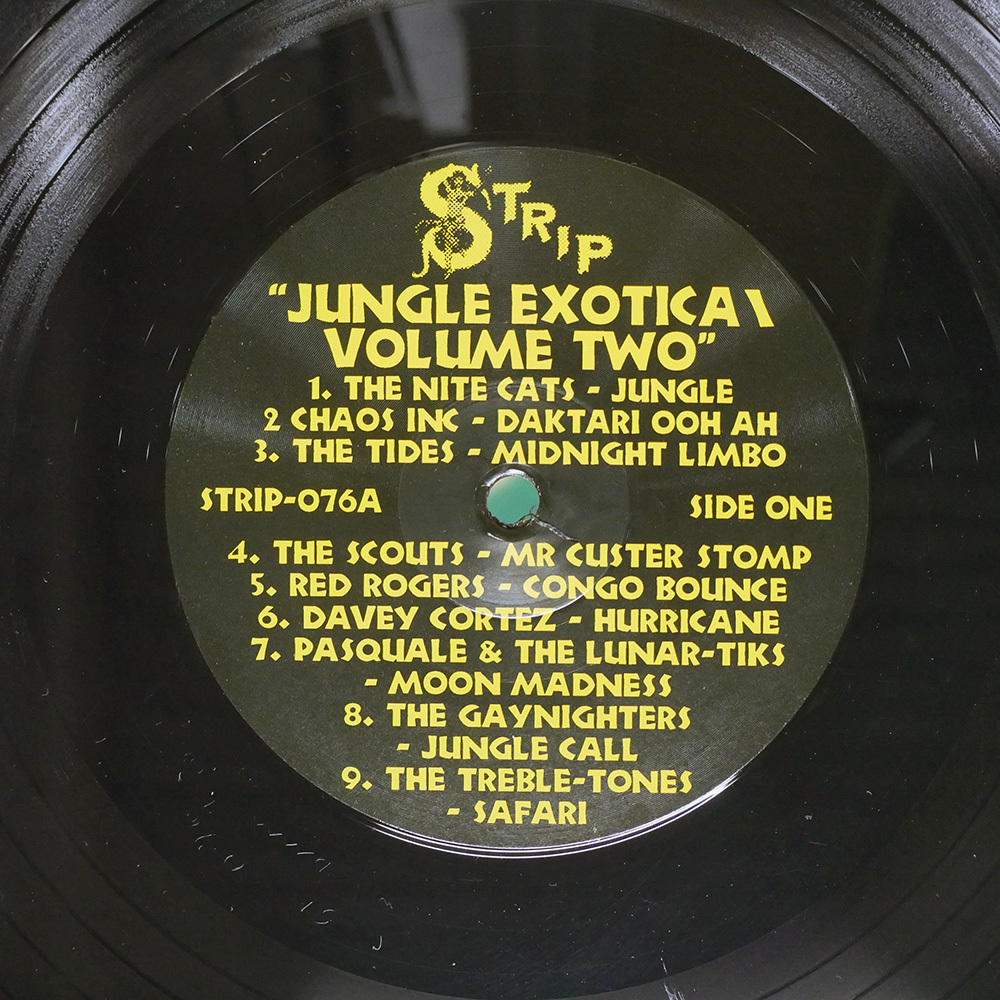 STRIP
"JUNGLE EXOTICA \
VOLUME TWO"
1. THE NITE CATS - JUNGLE
2 CHAOS INC - DAKTARI OOH AH
3. THE TIDES - MIDNIGHT LIMBO
STRIP-076A
SIDE ONE
4. THE SCOUTS - MR CUSTER STOMP
5. RED ROGERS - CONGO BOUNCE
6. DAVEY CORTEZ - HURRICANE
7. PASQUALE & THE LUNAR-TIKS
- MOON MADNESS
8. THE GAYNIGHTERS
- JUNGLE CALL
9. THE TREBLE-TONES
- SAFARI